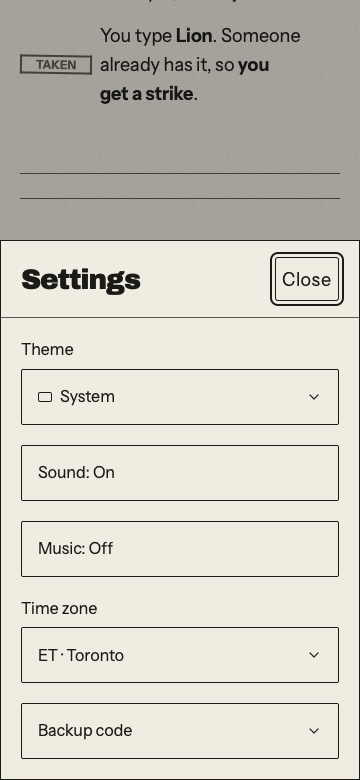 You type Lion. Someone
TAKEN
already has it, so you
get a strike.
Settings
Close
Theme
System
Sound: On
Music: Off
Time zone
ET · Toronto
Backup code